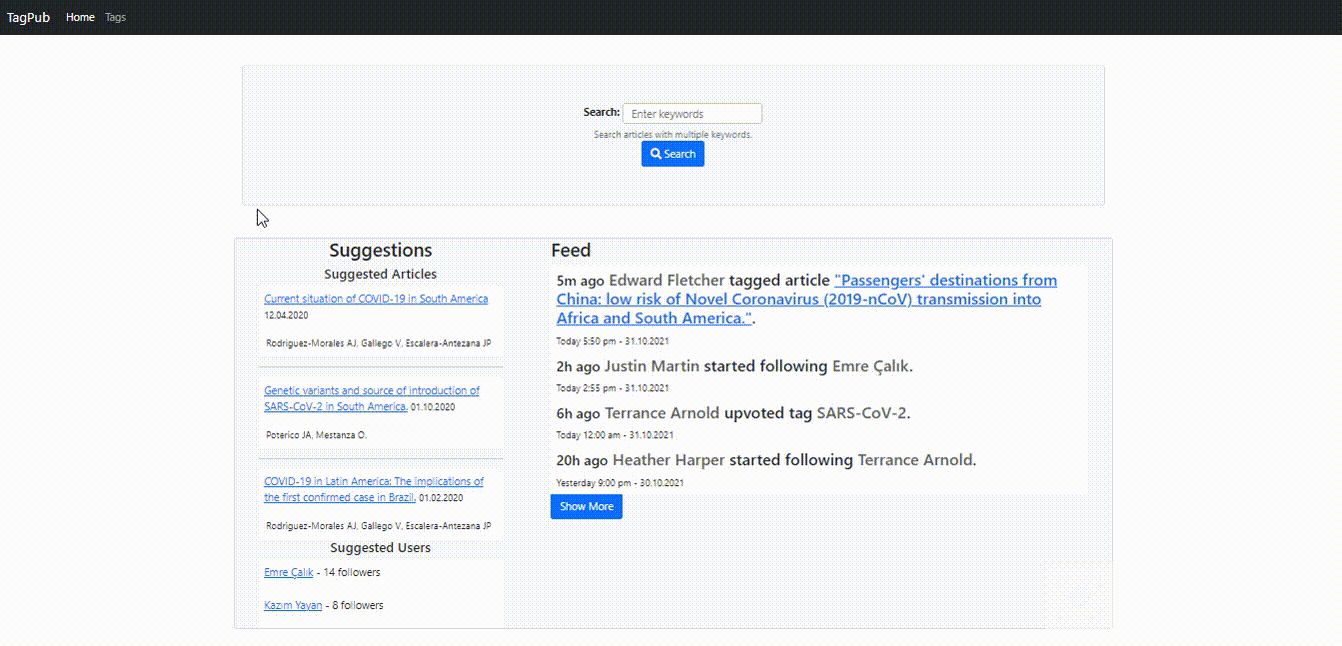 TagPub Home Tags
Search: Enter keywords
Search articles with multiple keywords.
Search
Suggestions
Suggested Articles
Current situation of COVID-19 in South America
12.04.2020
Rodriguez-Morales AJ, Gallego V, Escalera-Antezana JP
Genetic variants and source of introduction of
SARS-CoV-2 in South America. 01.10.2020
Poterico JA, Mestanza O.
COVID-19 in Latin America: The implications of
the first confirmed case in Brazil. 01.02.2020
Rodriguez-Morales AJ, Gallego V, Escalera-Antezana JP
Suggested Users
Emre Çalık - 14 followers
Kazım Yayan - 8 followers
Feed
5m ago Edward Fletcher tagged article "Passengers' destinations from
China: low risk of Novel Coronavirus (2019-nCoV) transmission into
Africa and South America.".
Today 5:50 pm - 31.10.2021
2h ago Justin Martin started following Emre Çalık.
Today 2:55 pm - 31.10.2021
6h ago Terrance Arnold upvoted tag SARS-CoV-2.
Today 12:00 am - 31.10.2021
20h ago Heather Harper started following Terrance Arnold.
Yesterday 9:00 pm - 30.10.2021
Show More